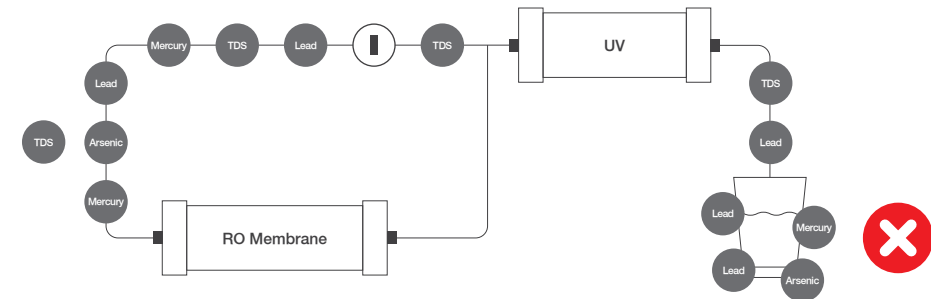 Mercury
TDS
Lead
TDS
UV
Lead
TDS
TDS
Arsenic
Lead
Mercury
RO Membrane
Lead
Mercury
Lead
Arsenic